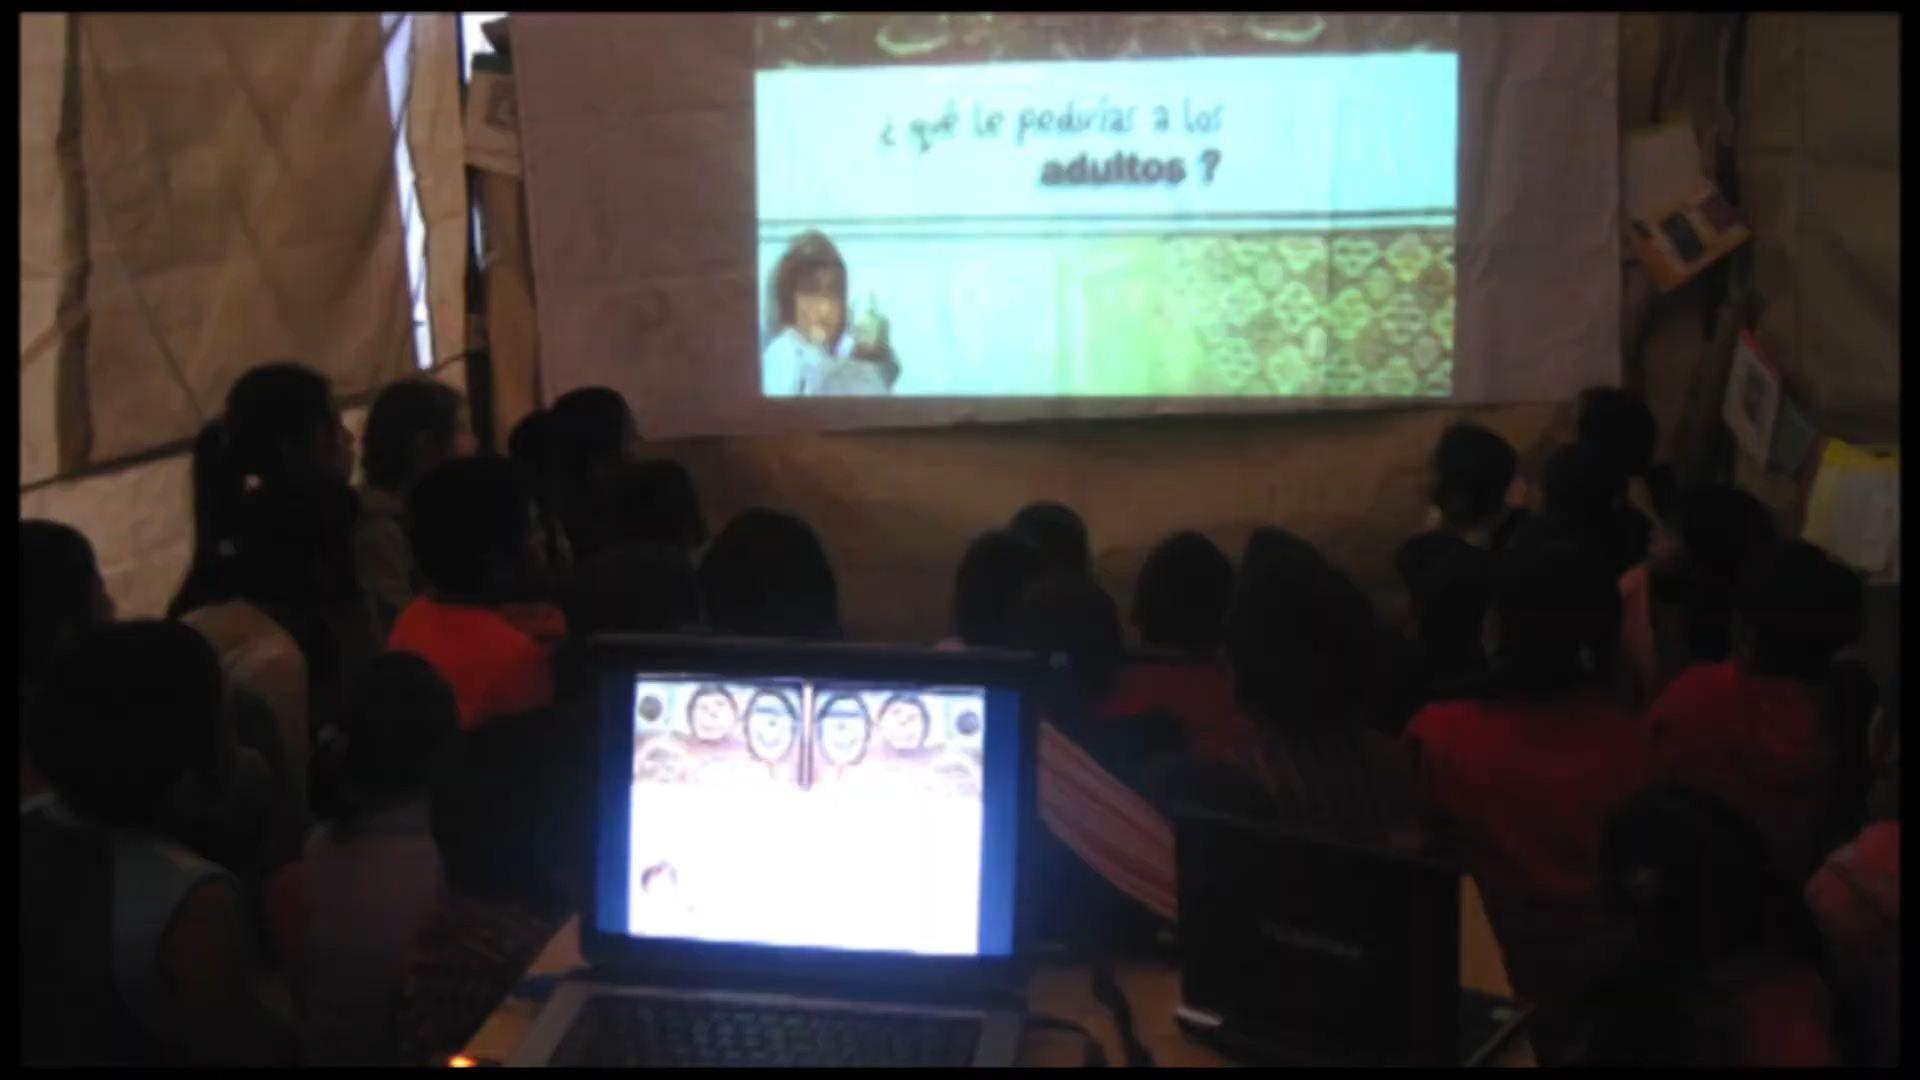 ¿ qué le pedirías a los
adultos ?